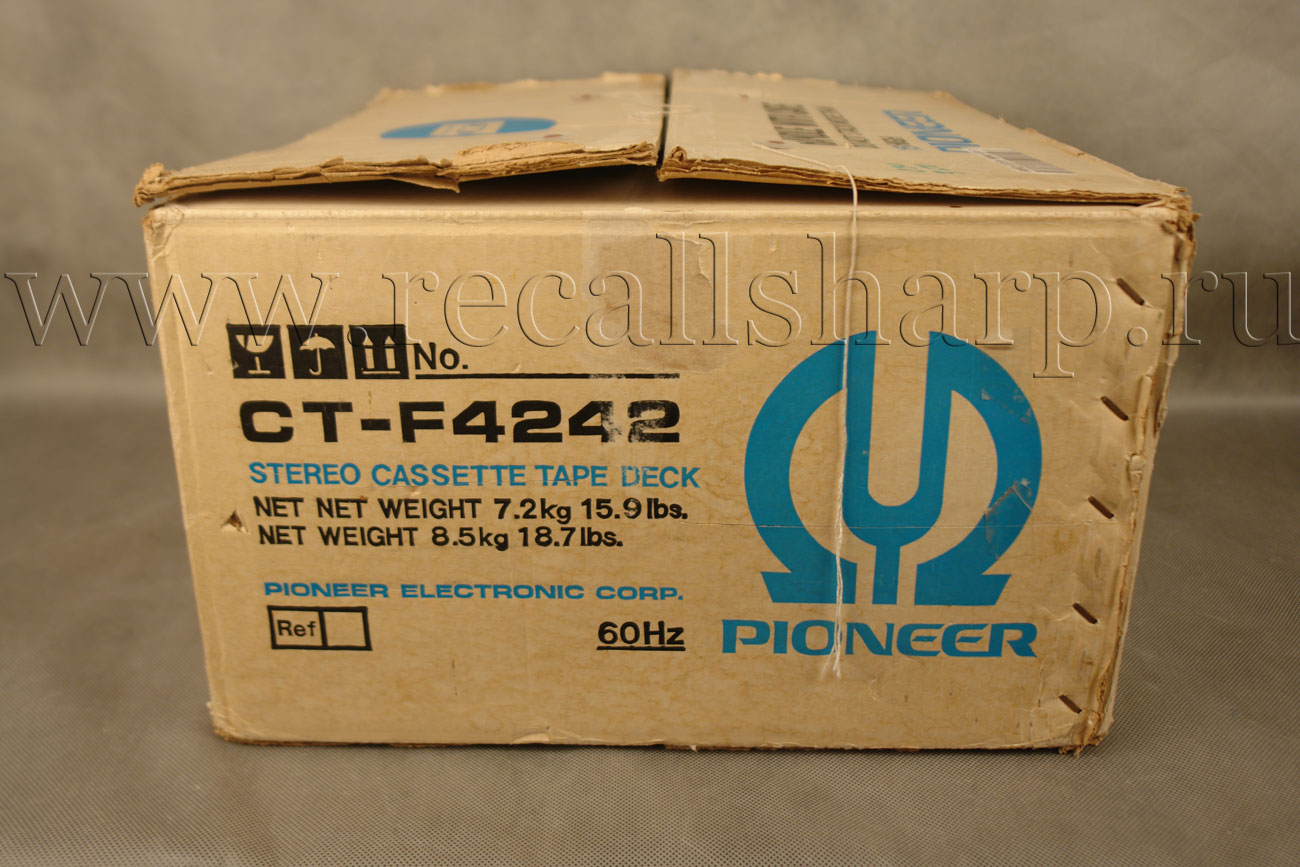 PIONEER
www.recallsharp.ru
No.
CT-F4242
STEREO CASSETTE TAPE DECK
NET NET WEIGHT 7.2kg 15.9lbs.
NET WEIGHT 8.5kg 18.7lbs.
PIONEER ELECTRONIC CORP.
Ref
60Hz
PIONEER